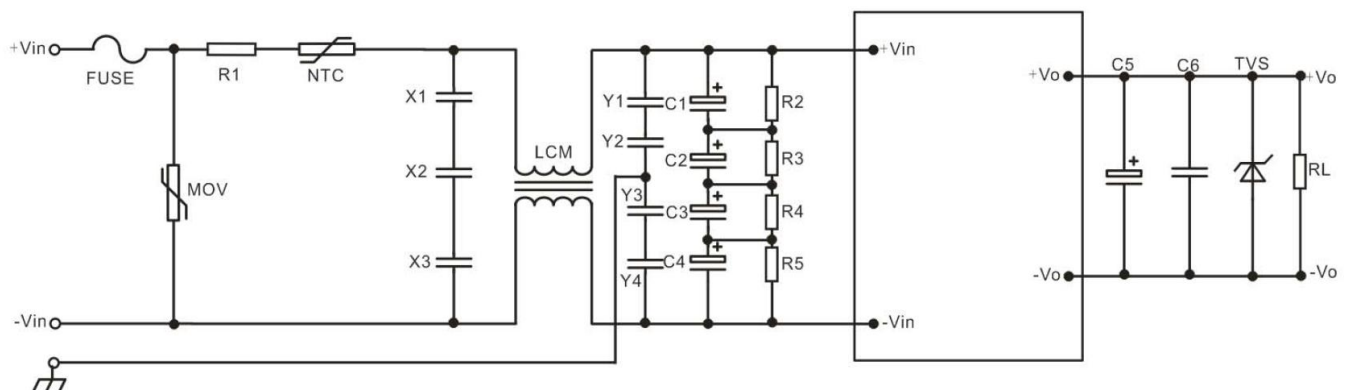 +Vin
FUSE
R1
NTC
MOV
-Vin
X1
X2
X3
LCM
Y1
Y2
Y3
Y4
C1
C2
C3
C4
+
+
+
+
R2
R3
R4
R5
+Vin
-Vin
+Vo
-Vo
C5
+
C6
TVS
+Vo
RL
-Vo